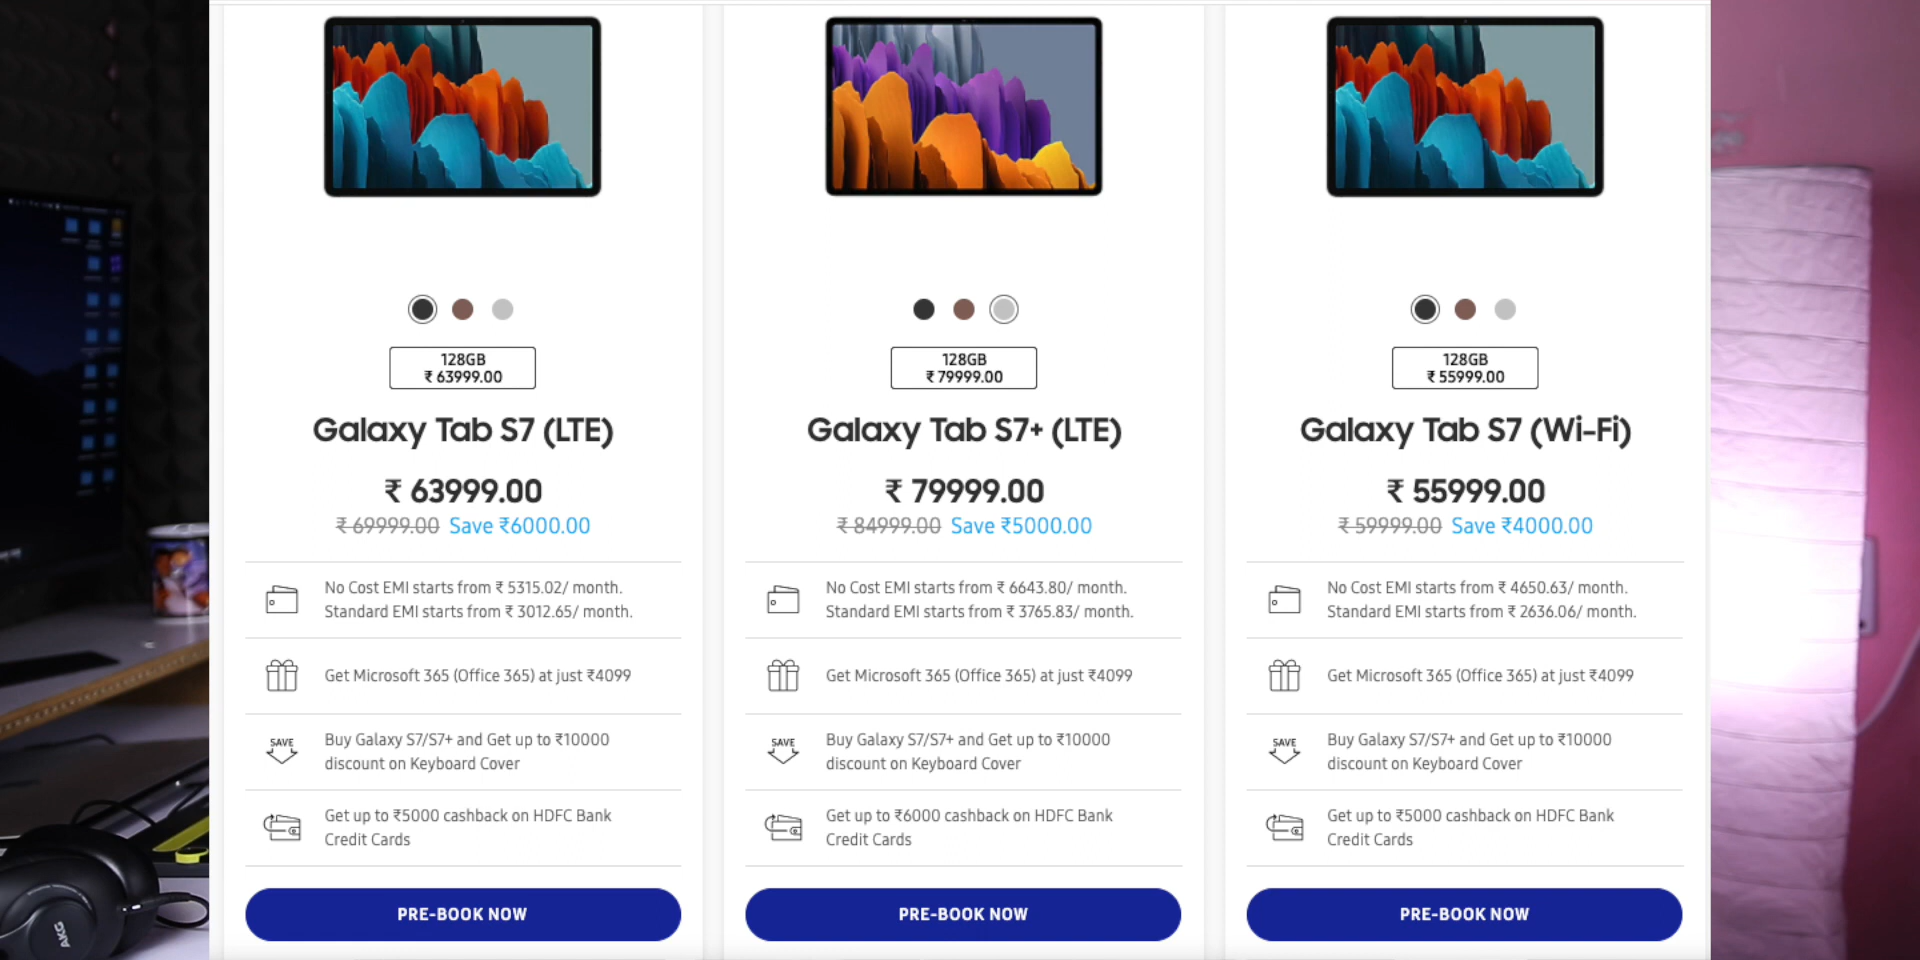 128GB
₹ 63999.00
Galaxy Tab S7 (LTE)
₹ 63999.00
₹ 69999.00 Save ₹6000.00
No Cost EMI starts from ₹ 5315.02/ month.
Standard EMI starts from ₹ 3012.65/ month.
Get Microsoft 365 (Office 365) at just ₹4099
SAVE
Buy Galaxy S7/S7+ and Get up to ₹10000
discount on Keyboard Cover
Get up to ₹5000 cashback on HDFC Bank
Credit Cards
PRE-BOOK NOW
128GB
₹ 79999.00
Galaxy Tab S7+ (LTE)
₹ 79999.00
₹ 84999.00 Save ₹5000.00
No Cost EMI starts from ₹ 6643.80/ month.
Standard EMI starts from ₹ 3765.83/ month.
Get Microsoft 365 (Office 365) at just ₹4099
SAVE
Buy Galaxy S7/S7+ and Get up to ₹10000
discount on Keyboard Cover
Get up to ₹6000 cashback on HDFC Bank
Credit Cards
PRE-BOOK NOW
128GB
₹ 55999.00
Galaxy Tab S7 (Wi-Fi)
₹ 55999.00
₹ 59999.00 Save ₹4000.00
No Cost EMI starts from ₹ 4650.63/ month.
Standard EMI starts from ₹ 2636.06/ month.
Get Microsoft 365 (Office 365) at just ₹4099
SAVE
Buy Galaxy S7/S7+ and Get up to ₹10000
discount on Keyboard Cover
Get up to ₹5000 cashback on HDFC Bank
Credit Cards
PRE-BOOK NOW
AKG